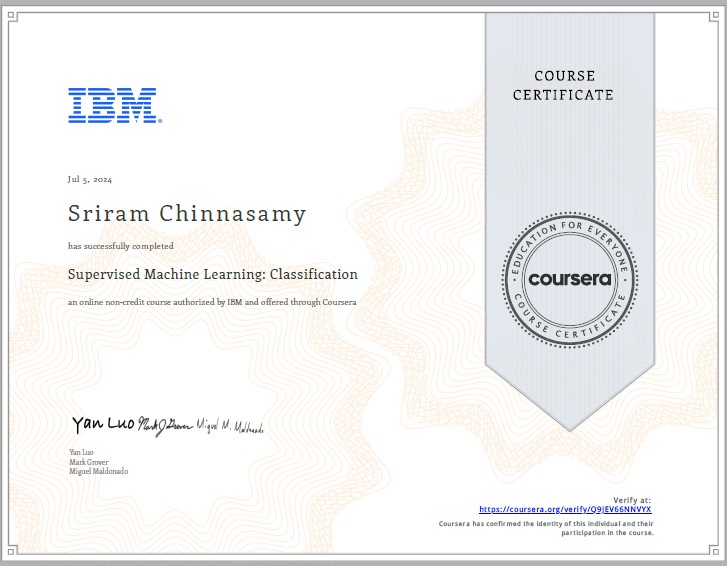 COURSE
CERTIFICATE
IBM®
Jul 5, 2024
Sriram Chinnasamy
has successfully completed
Supervised Machine Learning: Classification
an online non-credit course authorized by IBM and offered through Coursera
EDUCATION FOR EVERYONE
coursera
COURSE CERTIFICATE
Yan Luo Mark J Grover Miguel M. Maldonado
Yan Luo
Mark Grover
Miguel Maldonado
Verify at:
https://coursera.org/verify/Q9JEV66NNVYX
Coursera has confirmed the identity of this individual and their
participation in the course.